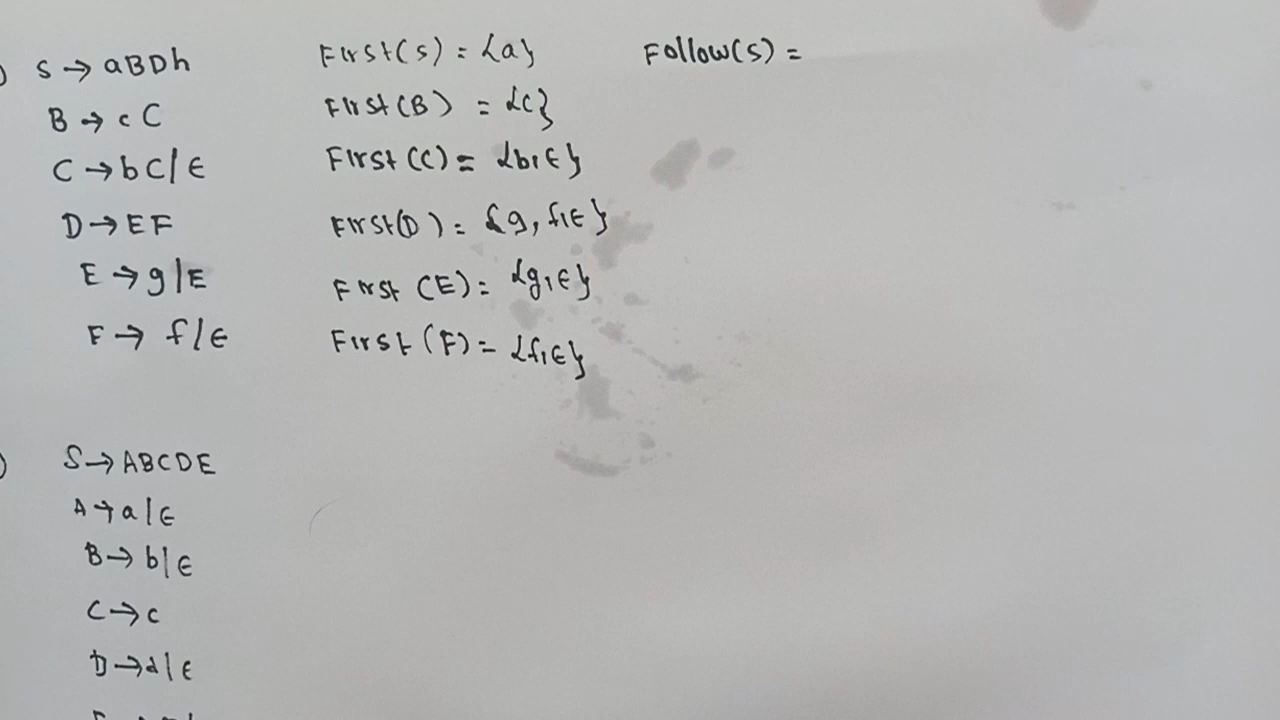 ) S → aBDh First(S) = {a} Follow(S) =
B → cC First(B) = {c}
C → bC/ϵ First(C) = {b,ϵ}
D → EF First(D) = {g, f,ϵ}
E → g/ϵ First(E) = {g,ϵ}
F → f/ϵ First(F) = {f,ϵ}
) S → ABCDE
A → a/ϵ
B → b/ϵ
C → c
D → d/ϵ